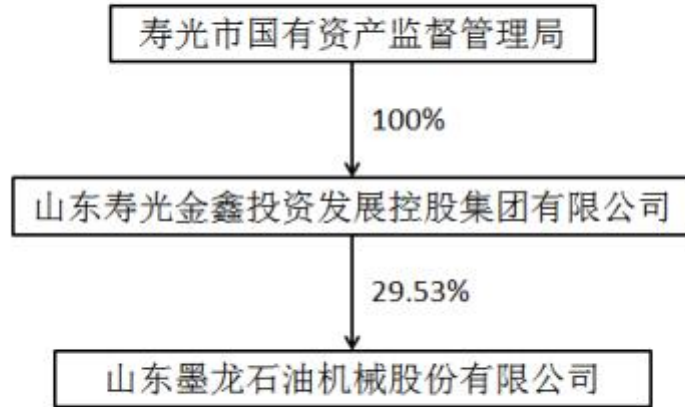 寿光市国有资产监督管理局
100%
山东寿光金鑫投资发展控股集团有限公司
29.53%
山东墨龙石油机械股份有限公司